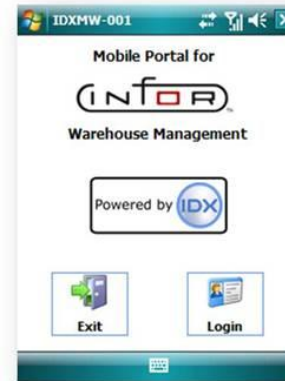 IDXMW-001
Mobile Portal for
infor
Warehouse Management
Powered by IDX
Exit
Login